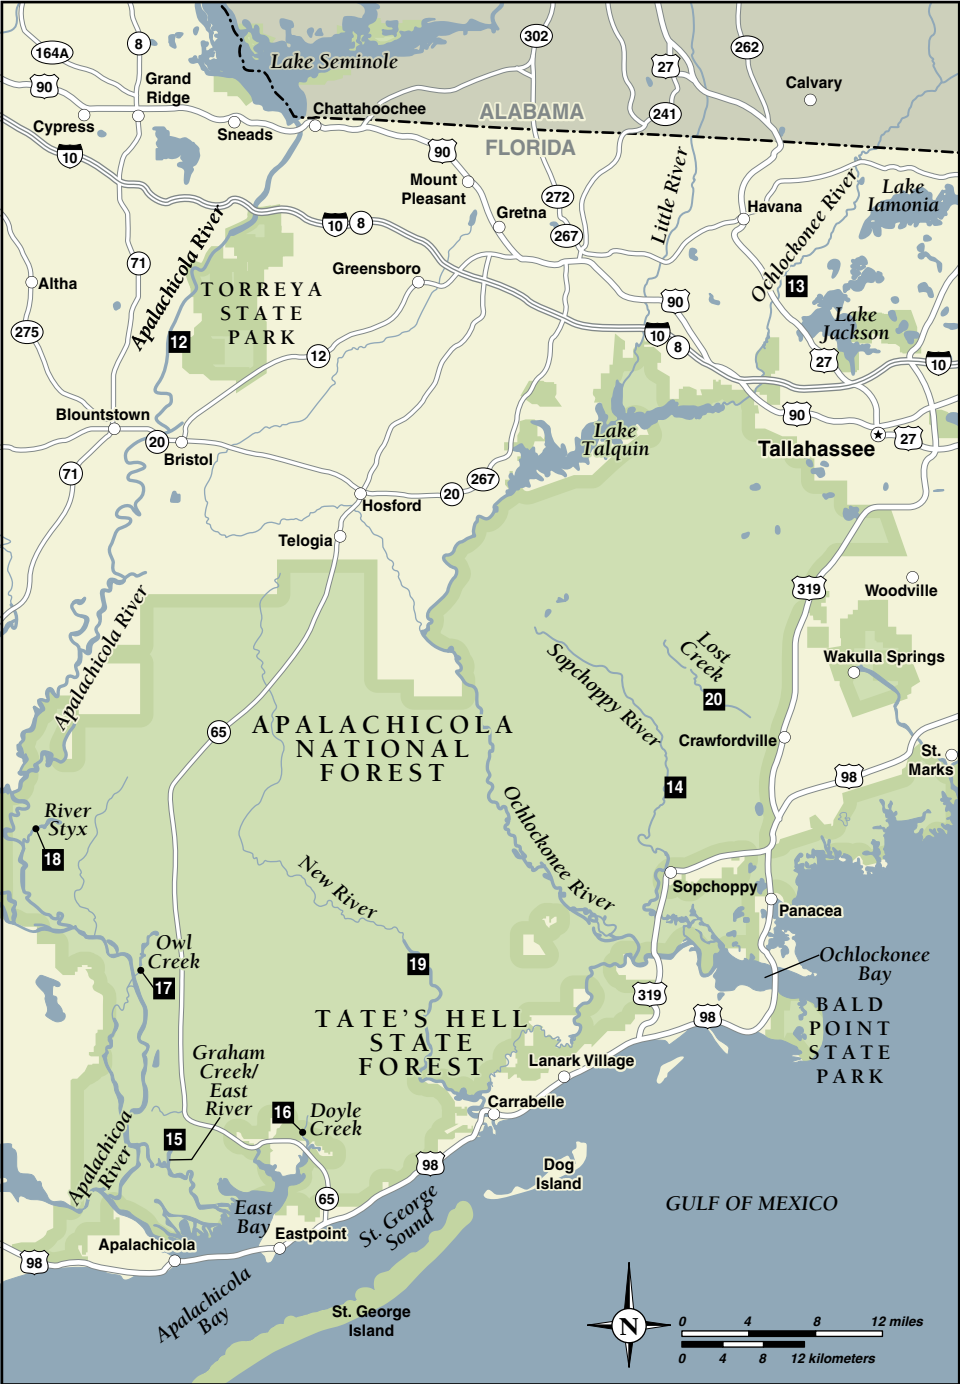 302
8
262
164A
Lake Seminole
27
90
Grand
Ridge
Calvary
Chattahoochee
ALABAMA
241
Cypress
Sneads
FLORIDA
10
90
Little River
Mount
Pleasant
272
Ochlockonee River
Lake
Iamonia
Havana
Gretna
10
8
267
Apalachicola River
71
Greensboro
Altha
13
TORREYA
STATE
PARK
90
Lake
Jackson
275
12
12
10
8
27
10
Blountstown
90
20
Bristol
Lake
Talquin
Tallahassee
27
71
267
20
Hosford
Telogia
319
Woodville
Apalachicola River
Lost
Creek
Wakulla Springs
Sopchoppy River
20
65
APALACHICOLA
NATIONAL
FOREST
Crawfordville
St.
Marks
98
14
River
Styx
18
Ochlockonee River
New River
Sopchoppy
Panacea
Owl
Creek
17
19
Ochlockonee
Bay
319
98
BALD
POINT
STATE
PARK
TATE'S HELL
STATE
FOREST
Graham
Creek/
East
River
Lanark Village
Carrabelle
16
Doyle
Creek
15
Apalachicoa
River
98
Dog
Island
65
East
Bay
St. George
Sound
GULF OF MEXICO
Eastpoint
Apalachicola
98
Apalachicola
Bay
St. George
Island
N
0 4 8 12 miles
0 4 8 12 kilometers